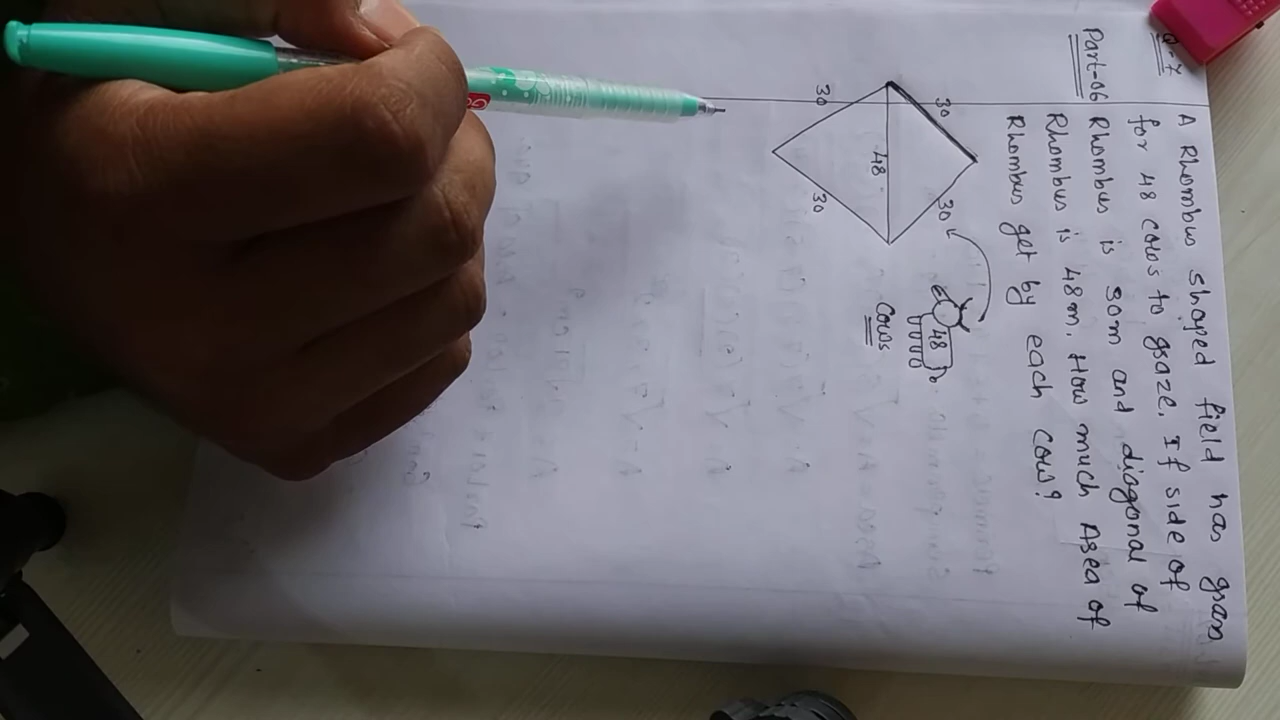 Q-7
A Rhombus shaped field has gran
for 48 cows to graze. If side of
Part-06
Rhombus is 30m and diagonal of
Rhombus is 48m. How much Area of
Rhombus get by each cow?
30
30
48
30
30
48
cows